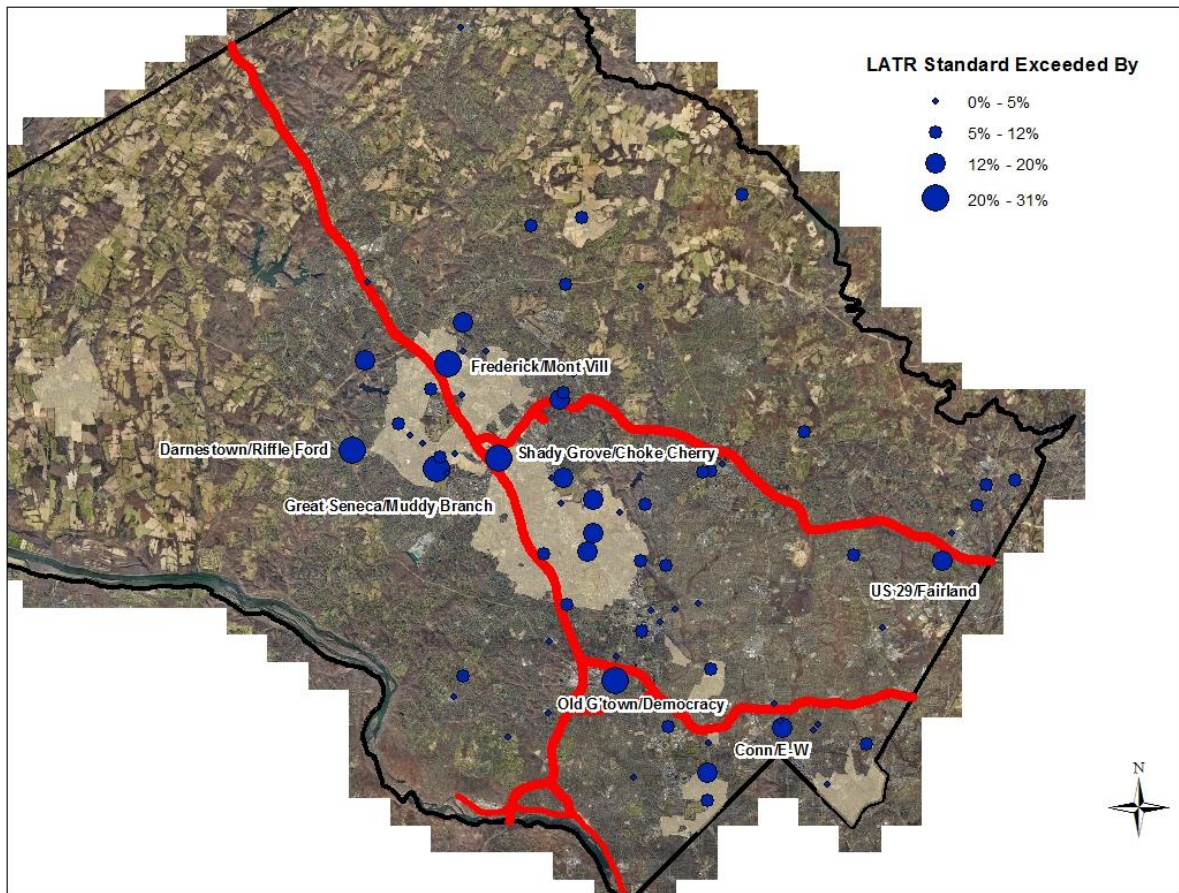 LATR Standard Exceeded By
0% - 5%
5% - 12%
12% - 20%
20% - 31%
Frederick/Mont Vill
Darnestown/Riffle Ford
Shady Grove/Choke Cherry
Great Seneca/Muddy Branch
US 29/Fairland
Old G'town/Democracy
Conn/E-W
N